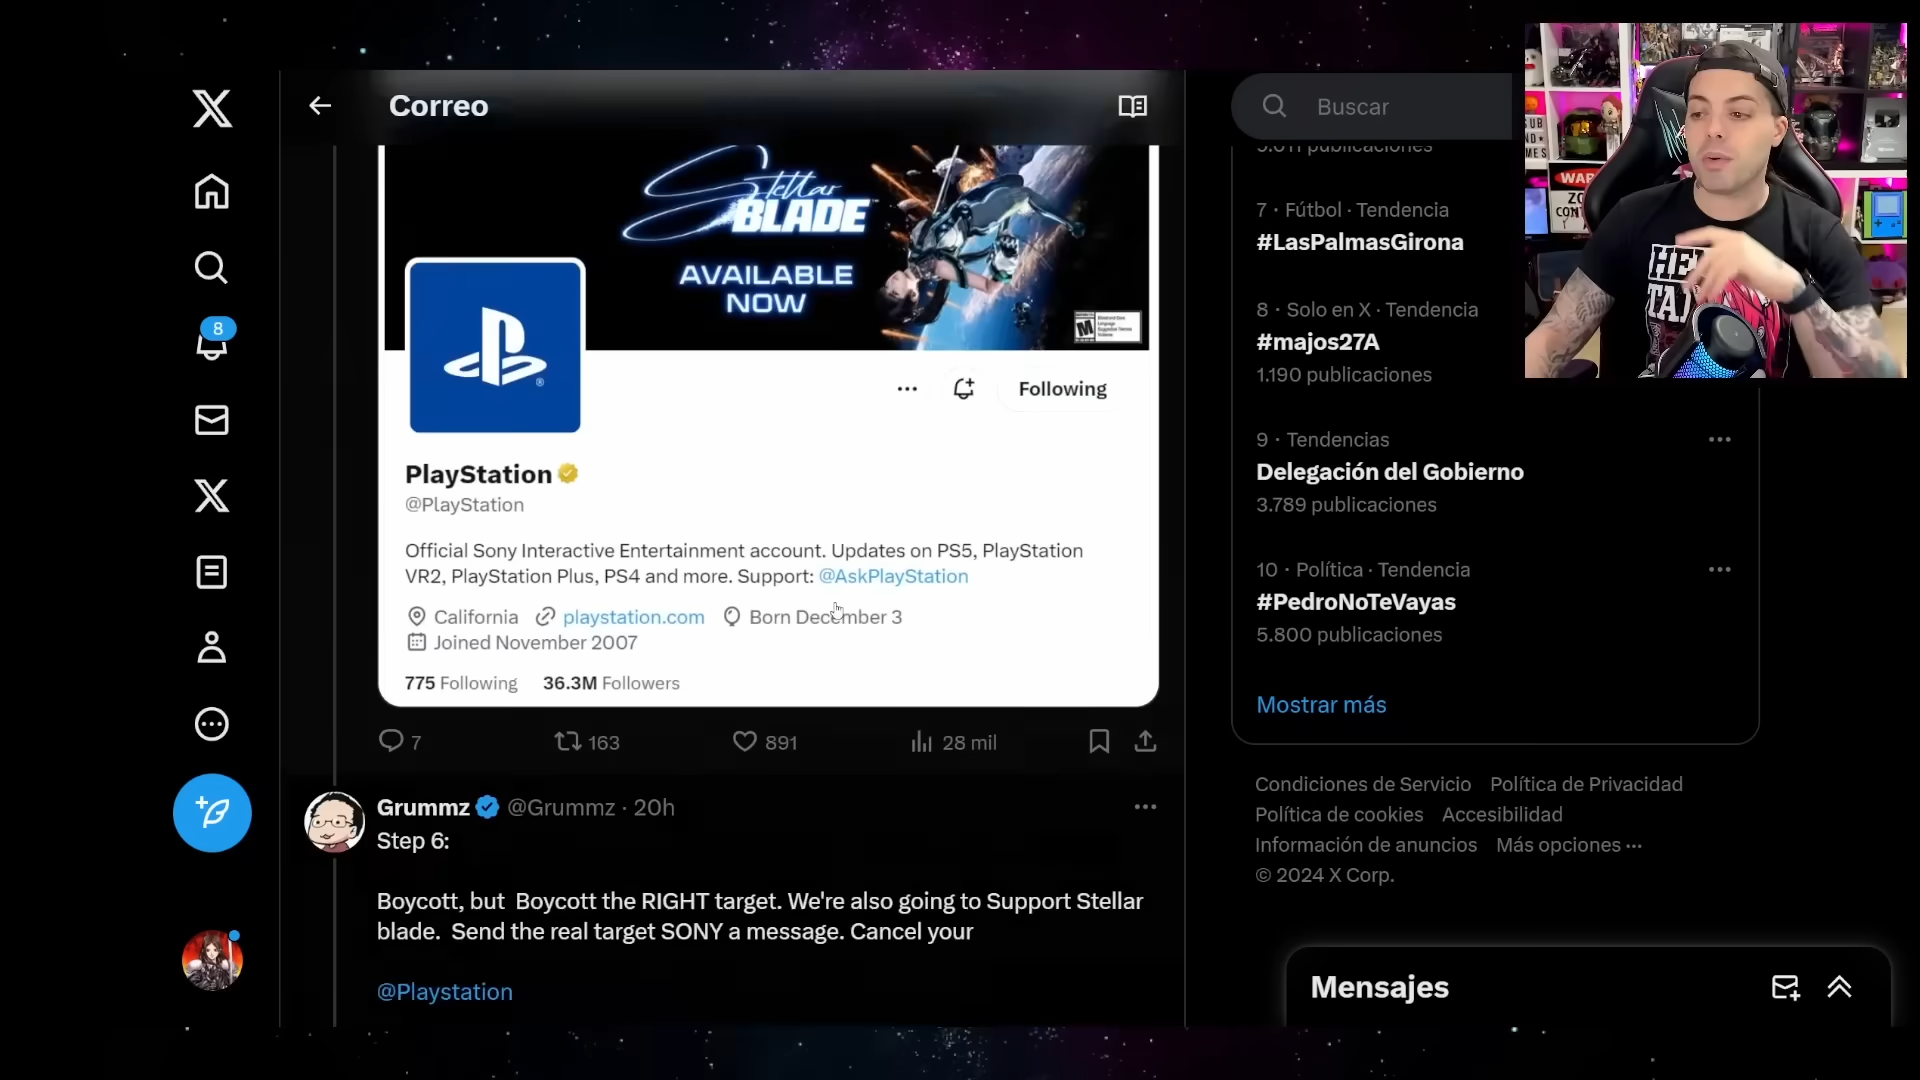 Correo
Stellar
BLADE
AVAILABLE
NOW
M
Following
PlayStation
@PlayStation
Official Sony Interactive Entertainment account. Updates on PS5, PlayStation
VR2, PlayStation Plus, PS4 and more. Support: @AskPlayStation
California playstation.com Born December 3
Joined November 2007
775 Following 36.3M Followers
7 163 891 28 mil
Grummz @Grummz · 20h
Step 6:
Boycott, but Boycott the RIGHT target. We're also going to Support Stellar
blade. Send the real target SONY a message. Cancel your
@Playstation
8
Buscar
7 · Fútbol · Tendencia
#LasPalmasGirona
8 · Solo en X · Tendencia
#majos27A
1.190 publicaciones
9 · Tendencias
Delegación del Gobierno
3.789 publicaciones
10 · Política · Tendencia
#PedroNoTeVayas
5.800 publicaciones
Mostrar más
Condiciones de Servicio Política de Privacidad
Política de cookies Accesibilidad
Información de anuncios Más opciones ···
© 2024 X Corp.
Mensajes